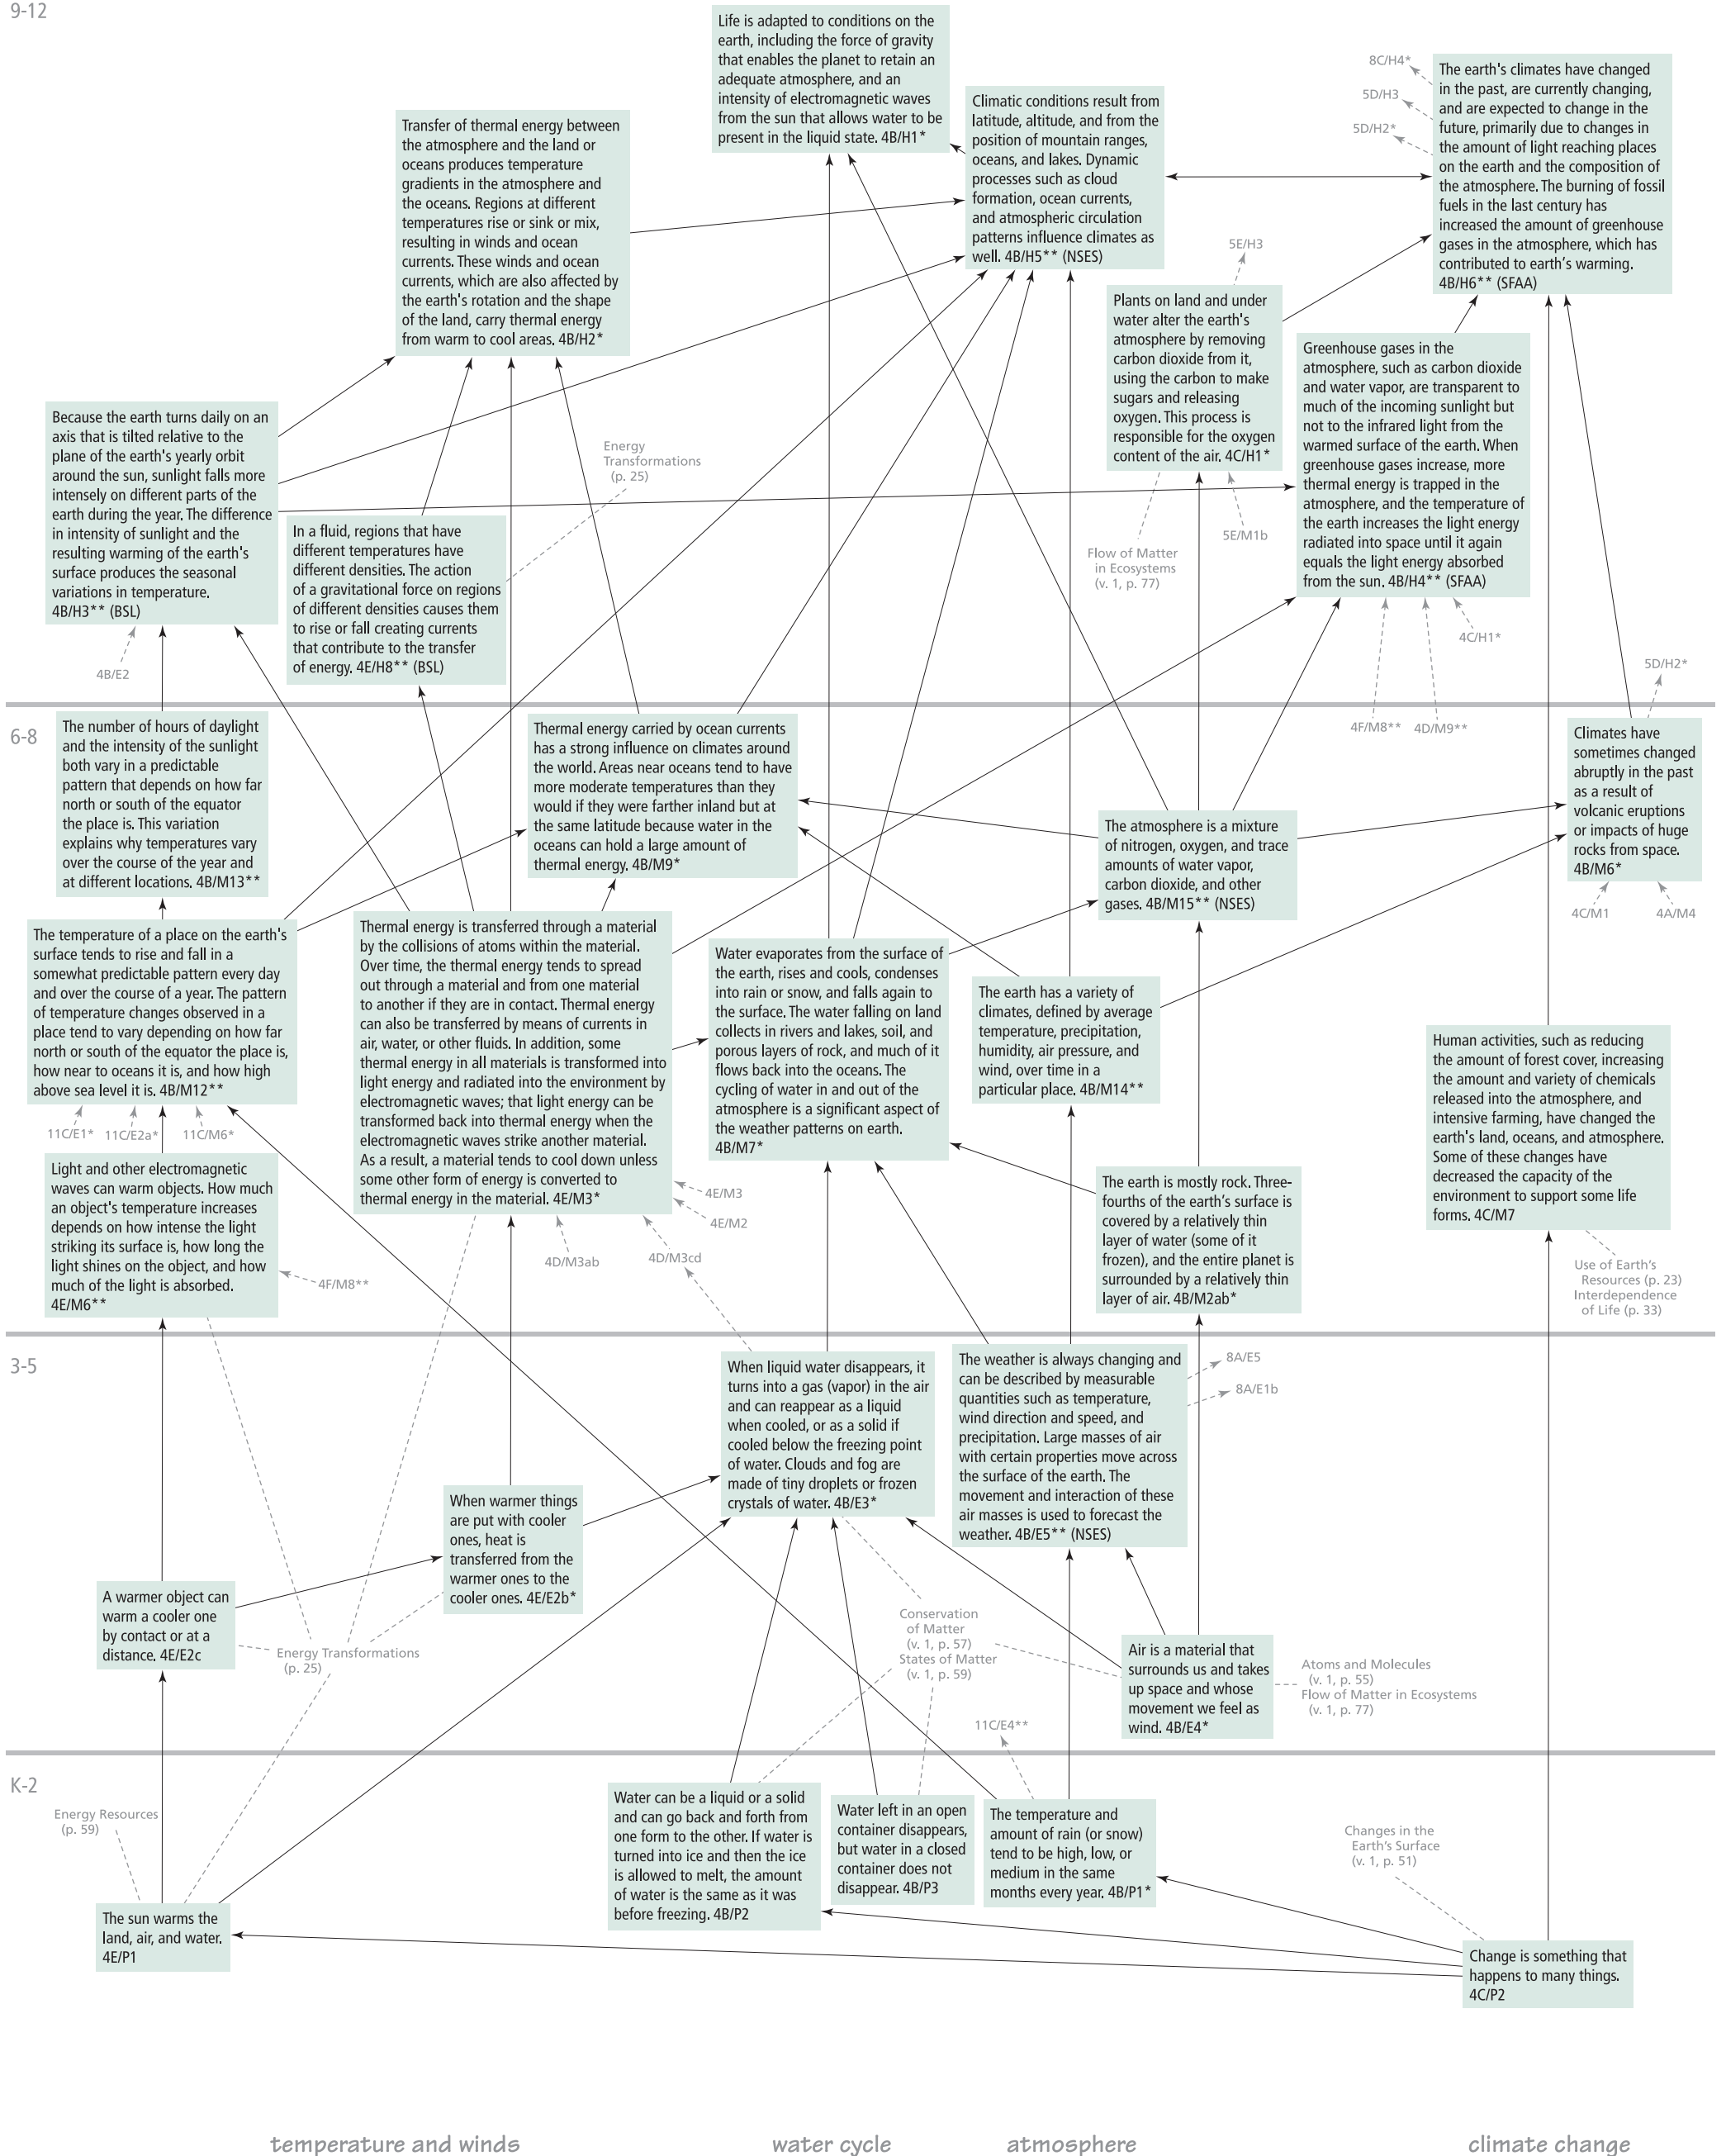 9-12
Life is adapted to conditions on the
earth, including the force of gravity
that enables the planet to retain an
adequate atmosphere, and an
intensity of electromagnetic waves
from the sun that allows water to be
present in the liquid state. 4B/H1*
Climatic conditions result from
latitude, altitude, and from the
position of mountain ranges,
oceans, and lakes. Dynamic
processes such as cloud
formation, ocean currents,
and atmospheric circulation
patterns influence climates as
well. 4B/H5** (NSES)
8C/H4*
5D/H3
5D/H2*
The earth's climates have changed
in the past, are currently changing,
and are expected to change in the
future, primarily due to changes in
the amount of light reaching places
on the earth and the composition of
the atmosphere. The burning of fossil
fuels in the last century has
increased the amount of greenhouse
gases in the atmosphere, which has
contributed to earth's warming.
4B/H6** (SFAA)
Transfer of thermal energy between
the atmosphere and the land or
oceans produces temperature
gradients in the atmosphere and
the oceans. Regions at different
temperatures rise or sink or mix,
resulting in winds and ocean
currents. These winds and ocean
currents, which are also affected by
the earth's rotation and the shape
of the land, carry thermal energy
from warm to cool areas. 4B/H2*
5E/H3
Plants on land and under
water alter the earth's
atmosphere by removing
carbon dioxide from it,
using the carbon to make
sugars and releasing
oxygen. This process is
responsible for the oxygen
content of the air. 4C/H1*
Greenhouse gases in the
atmosphere, such as carbon dioxide
and water vapor, are transparent to
much of the incoming sunlight but
not to the infrared light from the
warmed surface of the earth. When
greenhouse gases increase, more
thermal energy is trapped in the
atmosphere, and the temperature of
the earth increases the light energy
radiated into space until it again
equals the light energy absorbed
from the sun. 4B/H4** (SFAA)
Because the earth turns daily on an
axis that is tilted relative to the
plane of the earth's yearly orbit
around the sun, sunlight falls more
intensely on different parts of the
earth during the year. The difference
in intensity of sunlight and the
resulting warming of the earth's
surface produces the seasonal
variations in temperature.
4B/H3** (BSL)
Energy
Transformations
(p. 25)
In a fluid, regions that have
different temperatures have
different densities. The action
of a gravitational force on regions
of different densities causes them
to rise or fall creating currents
that contribute to the transfer
of energy. 4E/H8** (BSL)
Flow of Matter
in Ecosystems
(v. 1, p. 77)
5E/M1b
4C/H1*
4B/E2
5D/H2*
6-8
The number of hours of daylight
and the intensity of the sunlight
both vary in a predictable
pattern that depends on how far
north or south of the equator
the place is. This variation
explains why temperatures vary
over the course of the year and
at different locations. 4B/M13**
Thermal energy carried by ocean currents
has a strong influence on climates around
the world. Areas near oceans tend to have
more moderate temperatures than they
would if they were farther inland but at
the same latitude because water in the
oceans can hold a large amount of
thermal energy. 4B/M9*
4F/M8**
4D/M9**
Climates have
sometimes changed
abruptly in the past
as a result of
volcanic eruptions
or impacts of huge
rocks from space.
4B/M6*
4C/M1
4A/M4
The atmosphere is a mixture
of nitrogen, oxygen, and trace
amounts of water vapor,
carbon dioxide, and other
gases. 4B/M15** (NSES)
The temperature of a place on the earth's
surface tends to rise and fall in a
somewhat predictable pattern every day
and over the course of a year. The pattern
of temperature changes observed in a
place tend to vary depending on how far
north or south of the equator the place is,
how near to oceans it is, and how high
above sea level it is. 4B/M12**
11C/E1*
11C/E2a*
11C/M6*
Thermal energy is transferred through a material
by the collisions of atoms within the material.
Over time, the thermal energy tends to spread
out through a material and from one material
to another if they are in contact. Thermal energy
can also be transferred by means of currents in
air, water, or other fluids. In addition, some
thermal energy in all materials is transformed into
light energy and radiated into the environment by
electromagnetic waves; that light energy can be
transformed back into thermal energy when the
electromagnetic waves strike another material.
As a result, a material tends to cool down unless
some other form of energy is converted to
thermal energy in the material. 4E/M3*
Water evaporates from the surface of
the earth, rises and cools, condenses
into rain or snow, and falls again to
the surface. The water falling on land
collects in rivers and lakes, soil, and
porous layers of rock, and much of it
flows back into the oceans. The
cycling of water in and out of the
atmosphere is a significant aspect of
the weather patterns on earth.
4B/M7*
The earth has a variety of
climates, defined by average
temperature, precipitation,
humidity, air pressure, and
wind, over time in a
particular place. 4B/M14**
Human activities, such as reducing
the amount of forest cover, increasing
the amount and variety of chemicals
released into the atmosphere, and
intensive farming, have changed the
earth's land, oceans, and atmosphere.
Some of these changes have
decreased the capacity of the
environment to support some life
forms. 4C/M7
Light and other electromagnetic
waves can warm objects. How much
an object's temperature increases
depends on how intense the light
striking its surface is, how long the
light shines on the object, and how
much of the light is absorbed.
4E/M6**
4F/M8**
4E/M3
4E/M2
4D/M3ab
4D/M3cd
The earth is mostly rock. Three-
fourths of the earth's surface is
covered by a relatively thin
layer of water (some of it
frozen), and the entire planet is
surrounded by a relatively thin
layer of air. 4B/M2ab*
Use of Earth's
Resources (p. 23)
Interdependence
of Life (p. 33)
3-5
When liquid water disappears, it
turns into a gas (vapor) in the air
and can reappear as a liquid
when cooled, or as a solid if
cooled below the freezing point
of water. Clouds and fog are
made of tiny droplets or frozen
crystals of water. 4B/E3*
The weather is always changing and
can be described by measurable
quantities such as temperature,
wind direction and speed, and
precipitation. Large masses of air
with certain properties move across
the surface of the earth. The
movement and interaction of these
air masses is used to forecast the
weather. 4B/E5** (NSES)
8A/E5
8A/E1b
When warmer things
are put with cooler
ones, heat is
transferred from the
warmer ones to the
cooler ones. 4E/E2b*
A warmer object can
warm a cooler one
by contact or at a
distance. 4E/E2c
Energy Transformations
(p. 25)
Conservation
of Matter
(v. 1, p. 57)
States of Matter
(v. 1, p. 59)
Air is a material that
surrounds us and takes
up space and whose
movement we feel as
wind. 4B/E4*
Atoms and Molecules
(v. 1, p. 55)
Flow of Matter in Ecosystems
(v. 1, p. 77)
11C/E4**
K-2
Energy Resources
(p. 59)
Water can be a liquid or a solid
and can go back and forth from
one form to the other. If water is
turned into ice and then the ice
is allowed to melt, the amount
of water is the same as it was
before freezing. 4B/P2
Water left in an open
container disappears,
but water in a closed
container does not
disappear. 4B/P3
The temperature and
amount of rain (or snow)
tend to be high, low, or
medium in the same
months every year. 4B/P1*
Changes in the
Earth's Surface
(v. 1, p. 51)
The sun warms the
land, air, and water.
4E/P1
Change is something that
happens to many things.
4C/P2
temperature and winds
water cycle
atmosphere
climate change